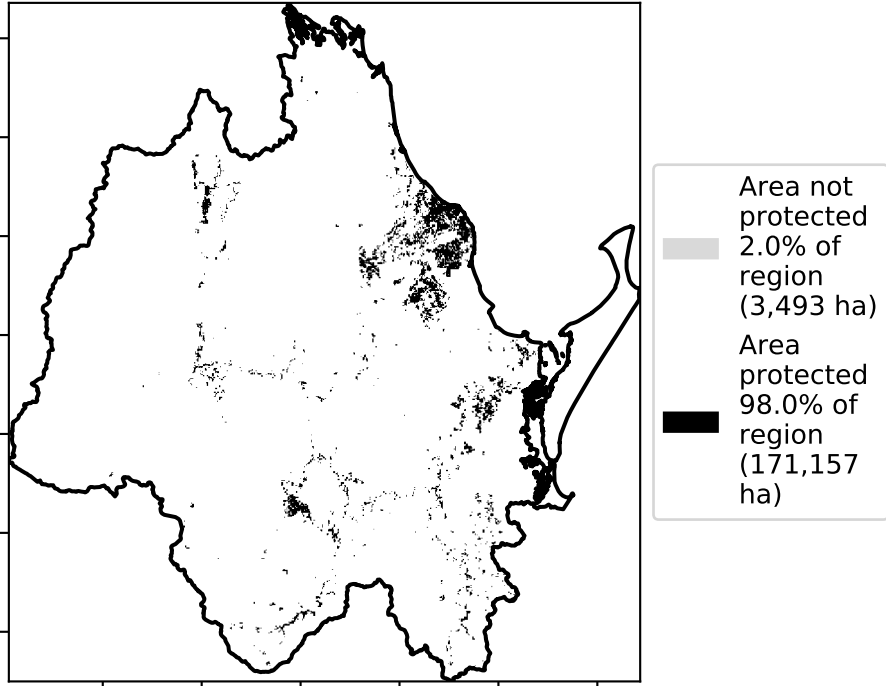 Area not
protected
2.0% of
region
(3,493 ha)
Area
protected
98.0% of
region
(171,157
ha)